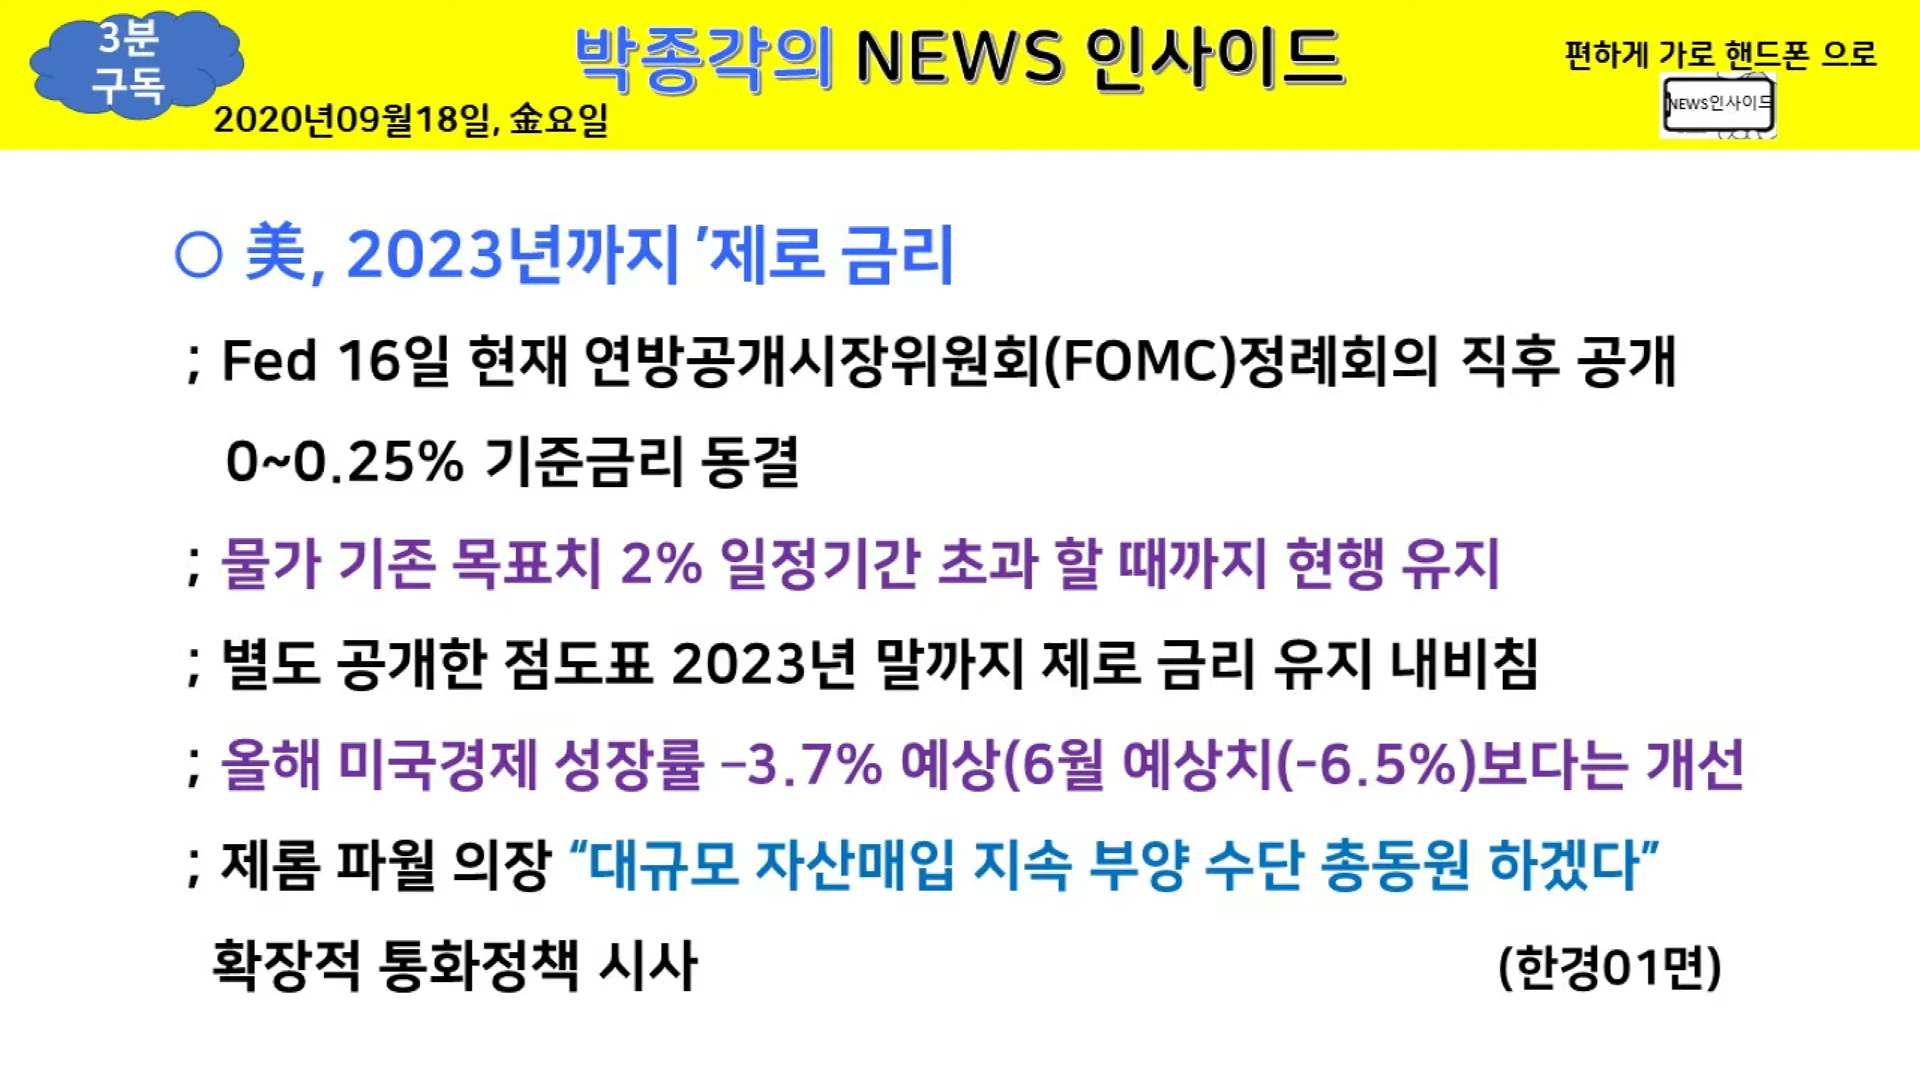 3분
구독
박종각의 NEWS 인사이드
편하게 가로 핸드폰 으로
NEWS인사이드
2020년09월18일, 金요일
○ 美, 2023년까지 '제로 금리
; Fed 16일 현재 연방공개시장위원회(FOMC)정례회의 직후 공개
0~0.25% 기준금리 동결
; 물가 기존 목표치 2% 일정기간 초과 할 때까지 현행 유지
; 별도 공개한 점도표 2023년 말까지 제로 금리 유지 내비침
; 올해 미국경제 성장률 –3.7% 예상(6월 예상치(-6.5%)보다는 개선
; 제롬 파월 의장 “대규모 자산매입 지속 부양 수단 총동원 하겠다”
확장적 통화정책 시사 (한경01면)